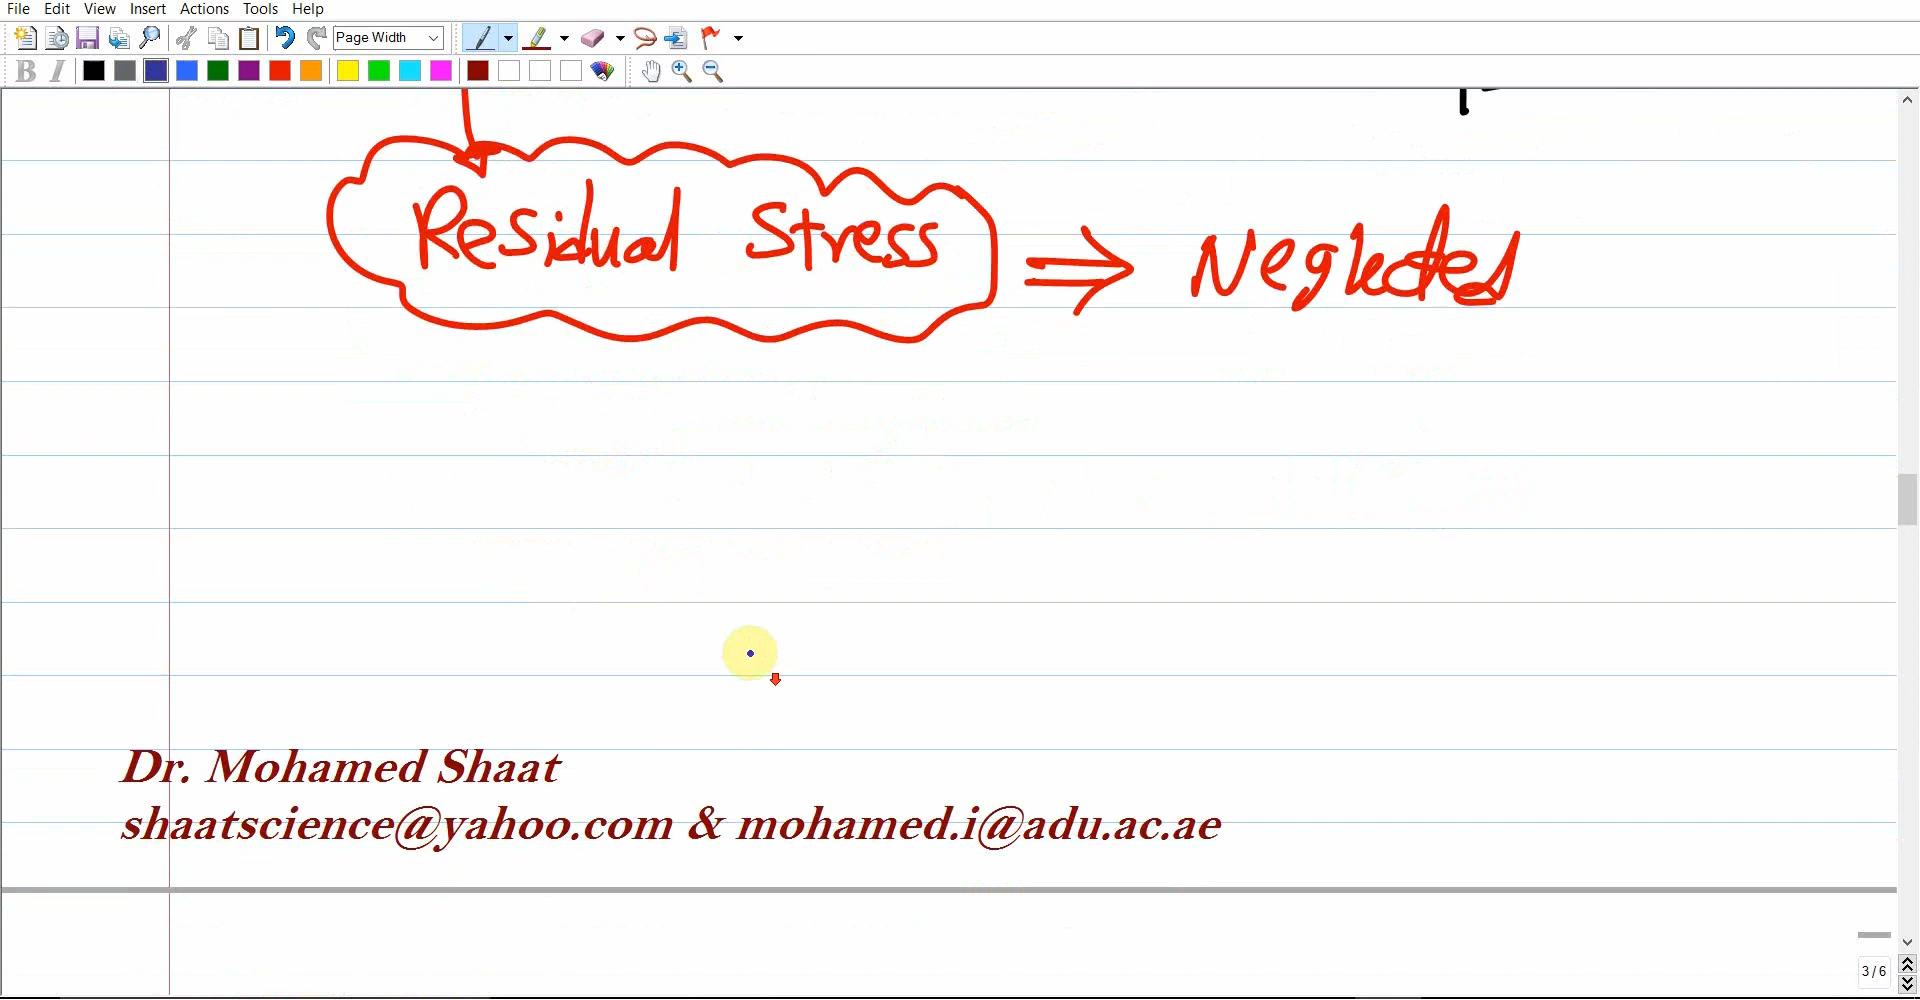 File Edit View Insert Actions Tools Help
Page Width
B I
Residual Stress ⇒ Neglected
Dr. Mohamed Shaat
shaatscience@yahoo.com & mohamed.i@adu.ac.ae
3 / 6